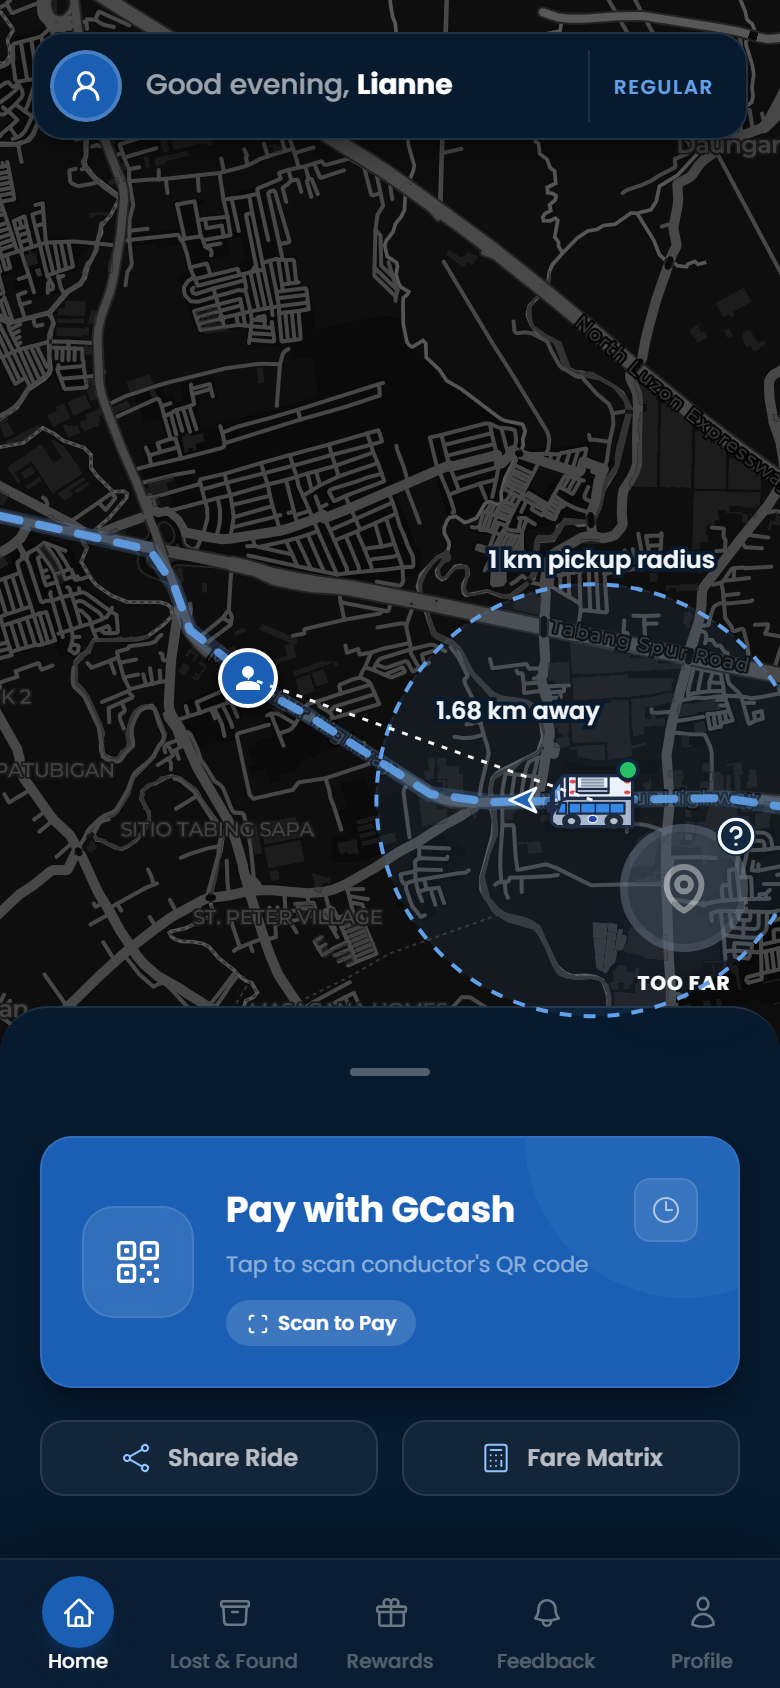 Good evening, Lianne
REGULAR
North Luzon Expressway
1 km pickup radius
Tabang Spur Road
K 2
1.68 km away
PATUBIGAN
SITIO TABING SAPA
ST. PETER VILLAGE
TOO FAR
Pay with GCash
Tap to scan conductor's QR code
Scan to Pay
Share Ride
Fare Matrix
Home
Lost & Found
Rewards
Feedback
Profile